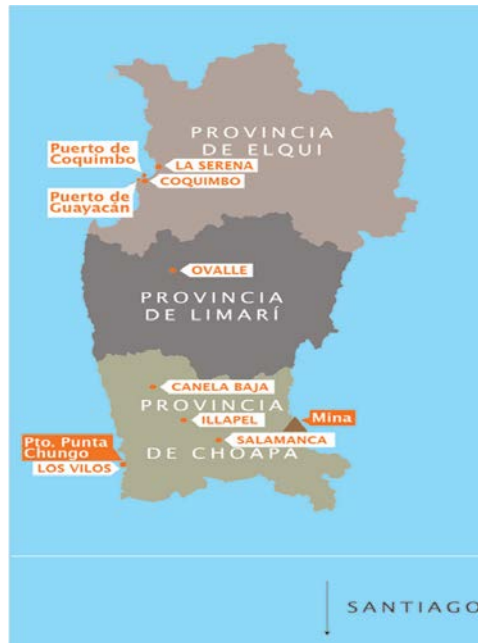 PROVINCIA
DE ELQUI
Puerto de
Coquimbo
LA SERENA
COQUIMBO
Puerto de
Guayacán
OVALLE
PROVINCIA
DE LIMARÍ
CANELA BAJA
PROVINCIA
ILLAPEL
Mina
Pto. Punta
Chungo
SALAMANCA
DE CHOAPA
LOS VILOS
SANTIAGO